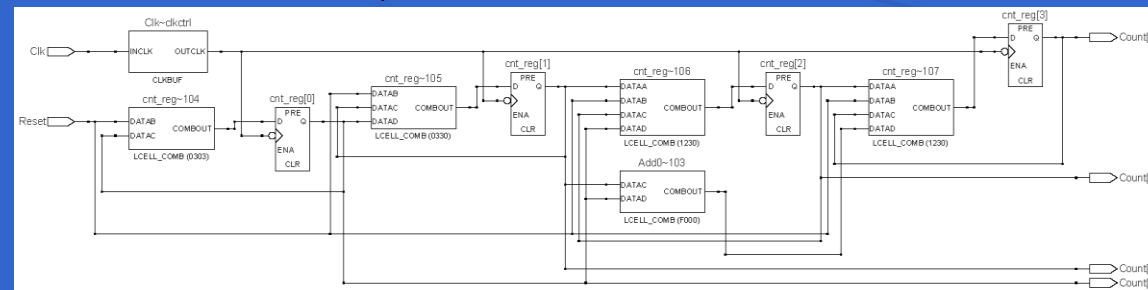 cnt_reg[3]
PRE
D Q
ENA
CLR
Count[
Clk~clkctrl
Clk
INCLK OUTCLK
CLKBUF
cnt_reg[1]
PRE
D Q
ENA
CLR
cnt_reg[2]
PRE
D Q
ENA
CLR
cnt_reg~105
DATAB
DATAC
DATAD
COMBOUT
LCELL_COMB (0330)
cnt_reg~106
DATAA
DATAB
DATAC
DATAD
COMBOUT
LCELL_COMB (1230)
cnt_reg~107
DATAA
DATAB
DATAC
DATAD
COMBOUT
LCELL_COMB (1230)
cnt_reg~104
Reset
DATAB
DATAC
COMBOUT
LCELL_COMB (0303)
cnt_reg[0]
PRE
D Q
ENA
CLR
Add0~103
DATAC
DATAD
COMBOUT
LCELL_COMB (F000)
Count[
Count[
Count[